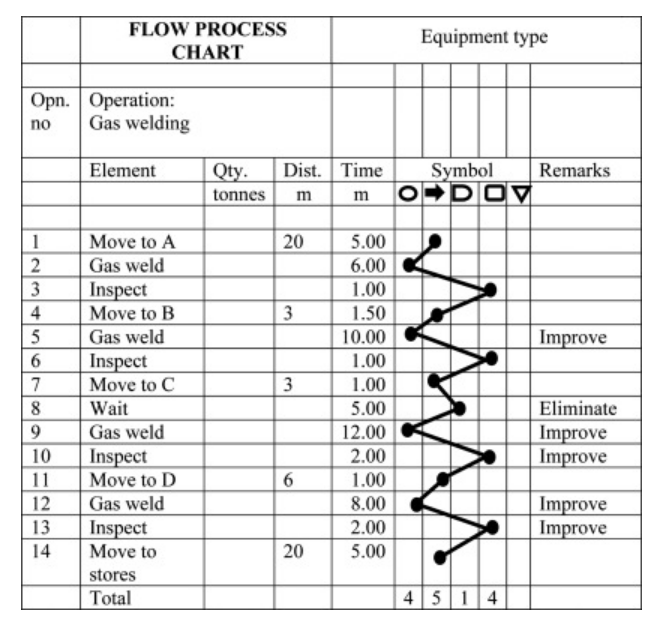 FLOW PROCESS CHART Equipment type
Opn. no Operation: Gas welding
Element Qty. Dist. Time Symbol Remarks
tonnes m m
1 Move to A 20 5.00
2 Gas weld 6.00
3 Inspect 1.00
4 Move to B 3 1.50
5 Gas weld 10.00 Improve
6 Inspect 1.00
7 Move to C 3 1.00
8 Wait 5.00 Eliminate
9 Gas weld 12.00 Improve
10 Inspect 2.00 Improve
11 Move to D 6 1.00
12 Gas weld 8.00 Improve
13 Inspect 2.00 Improve
14 Move to stores 20 5.00
Total 4 5 1 4